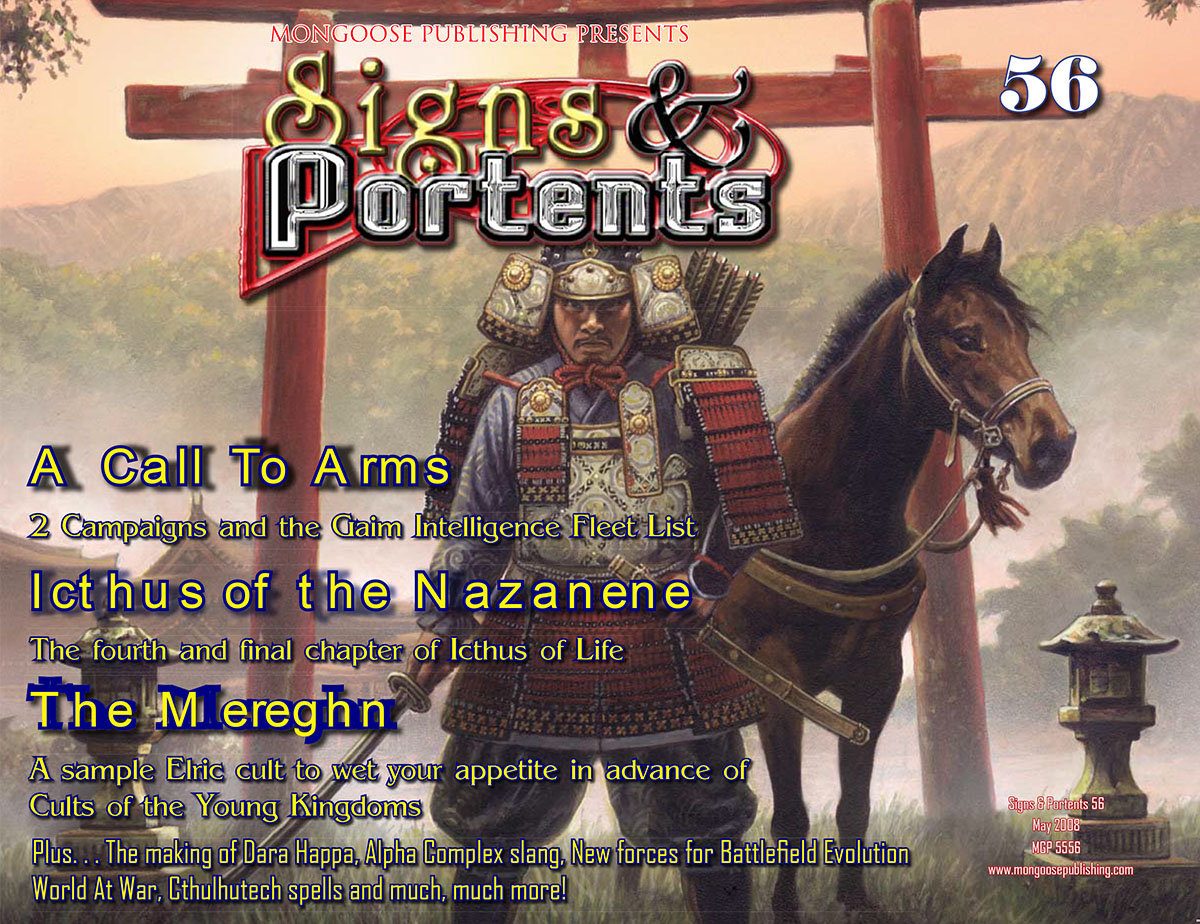 MONGOOSE PUBLISHING PRESENTS
Signs &
Portents
56
A Call To Arms
2 Campaigns and the Gaim Intelligence Fleet List
Icthus of the Nazanene
The fourth and final chapter of Icthus of Life
The Mereghn
A sample Elric cult to wet your appetite in advance of
Cults of the Young Kingdoms
Plus. . . The making of Dara Happa, Alpha Complex slang, New forces for Battlefield Evolution
World At War, Cthulhutech spells and much, much more!
Signs & Portents 56
May 2008
MGP 5556
www.mongoosepublishing.com